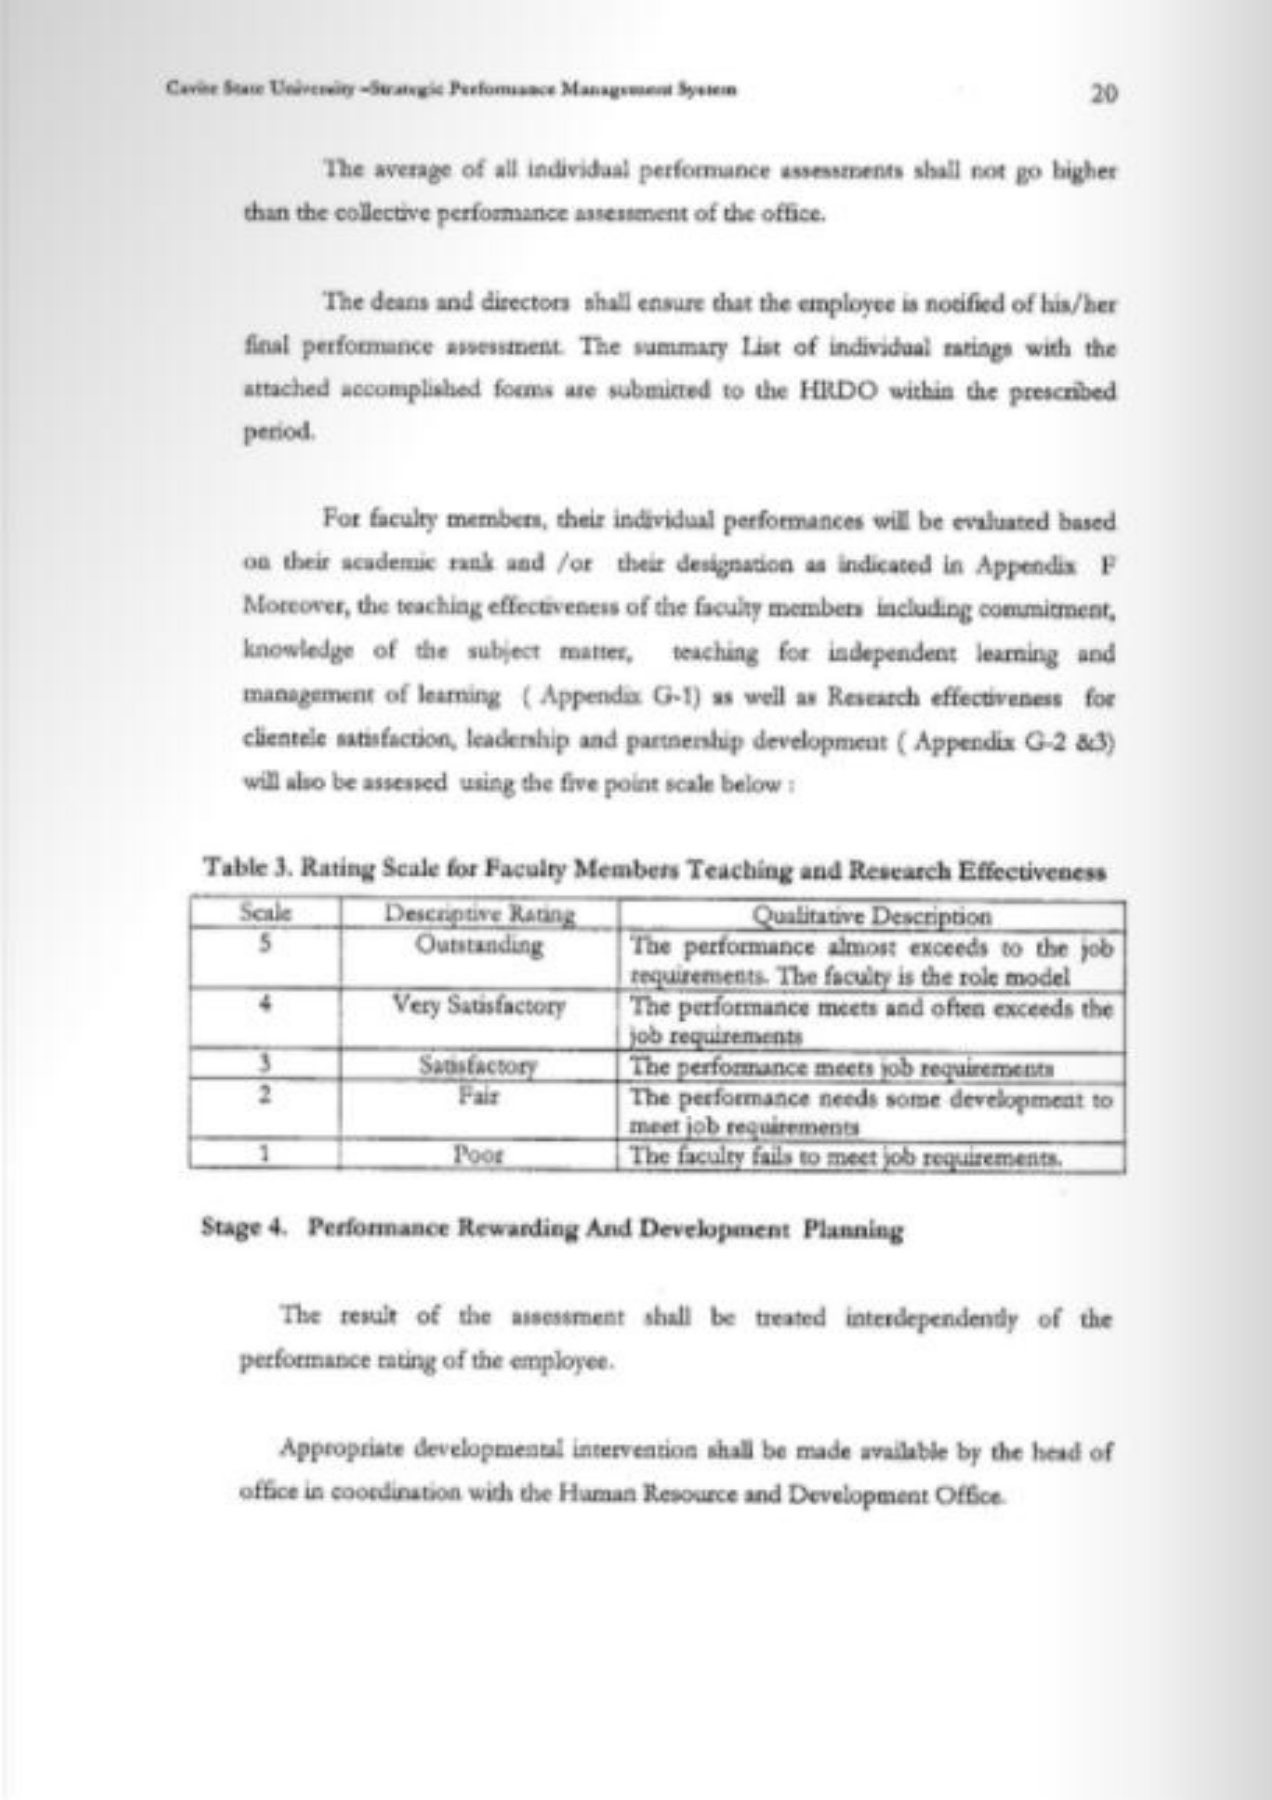 Cavite State University –Strategic Performance Management System 20
The average of all individual performance assessments shall not go higher
than the collective performance assessment of the office.
The deans and directors shall ensure that the employee is notified of his/her
final performance assessment. The summary List of individual ratings with the
attached accomplished forms are submitted to the HRDO within the prescribed
period.
For faculty members, their individual performances will be evaluated based
on their academic rank and /or their designation as indicated in Appendix F
Moreover, the teaching effectiveness of the faculty members including commitment,
knowledge of the subject matter, teaching for independent learning and
management of learning ( Appendix G-1) as well as Research effectiveness for
clientele satisfaction, leadership and partnership development ( Appendix G-2 &3)
will also be assessed using the five point scale below :
Table 3. Rating Scale for Faculty Members Teaching and Research Effectiveness
Scale Descriptive Rating Qualitative Description
5 Outstanding The performance almost exceeds to the job
requirements. The faculty is the role model
4 Very Satisfactory The performance meets and often exceeds the
job requirements
3 Satisfactory The performance meets job requirements
2 Fair The performance needs some development to
meet job requirements
1 Poor The faculty fails to meet job requirements.
Stage 4. Performance Rewarding And Development Planning
The result of the assessment shall be treated interdependently of the
performance rating of the employee.
Appropriate developmental intervention shall be made available by the head of
office in coordination with the Human Resource and Development Office.